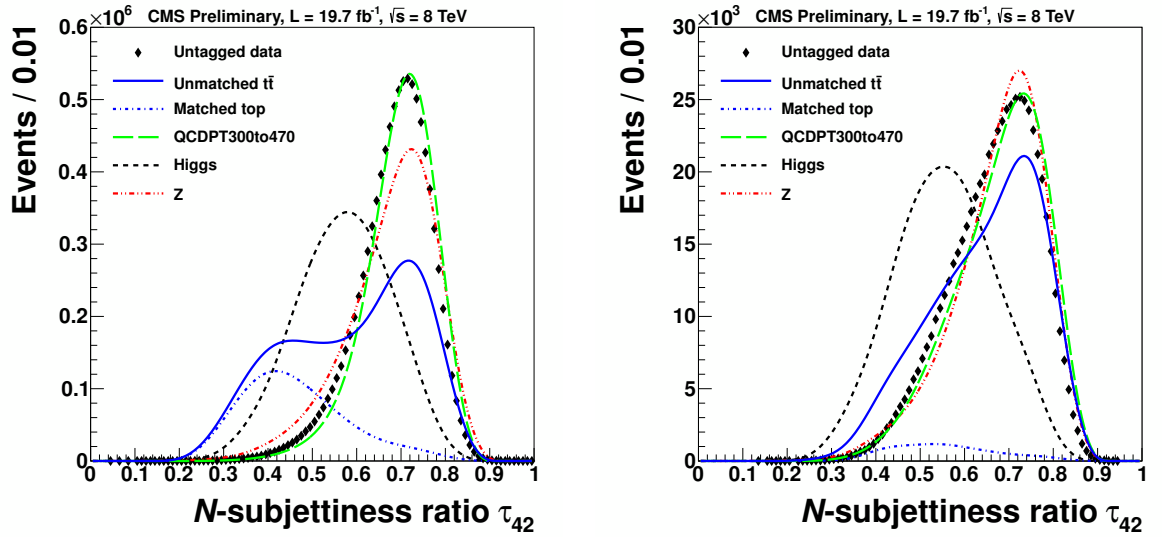 ×10⁶ CMS Preliminary, L = 19.7 fb⁻¹, √s = 8 TeV
Events / 0.01
0.6
0.5
0.4
0.3
0.2
0.1
0
Untagged data
Unmatched tt̄
Matched top
QCDPT300to470
Higgs
Z
0 0.1 0.2 0.3 0.4 0.5 0.6 0.7 0.8 0.9 1
N-subjettiness ratio τ₄₂
×10³ CMS Preliminary, L = 19.7 fb⁻¹, √s = 8 TeV
Events / 0.01
30
25
20
15
10
5
0
Untagged data
Unmatched tt̄
Matched top
QCDPT300to470
Higgs
Z
0 0.1 0.2 0.3 0.4 0.5 0.6 0.7 0.8 0.9 1
N-subjettiness ratio τ₄₂